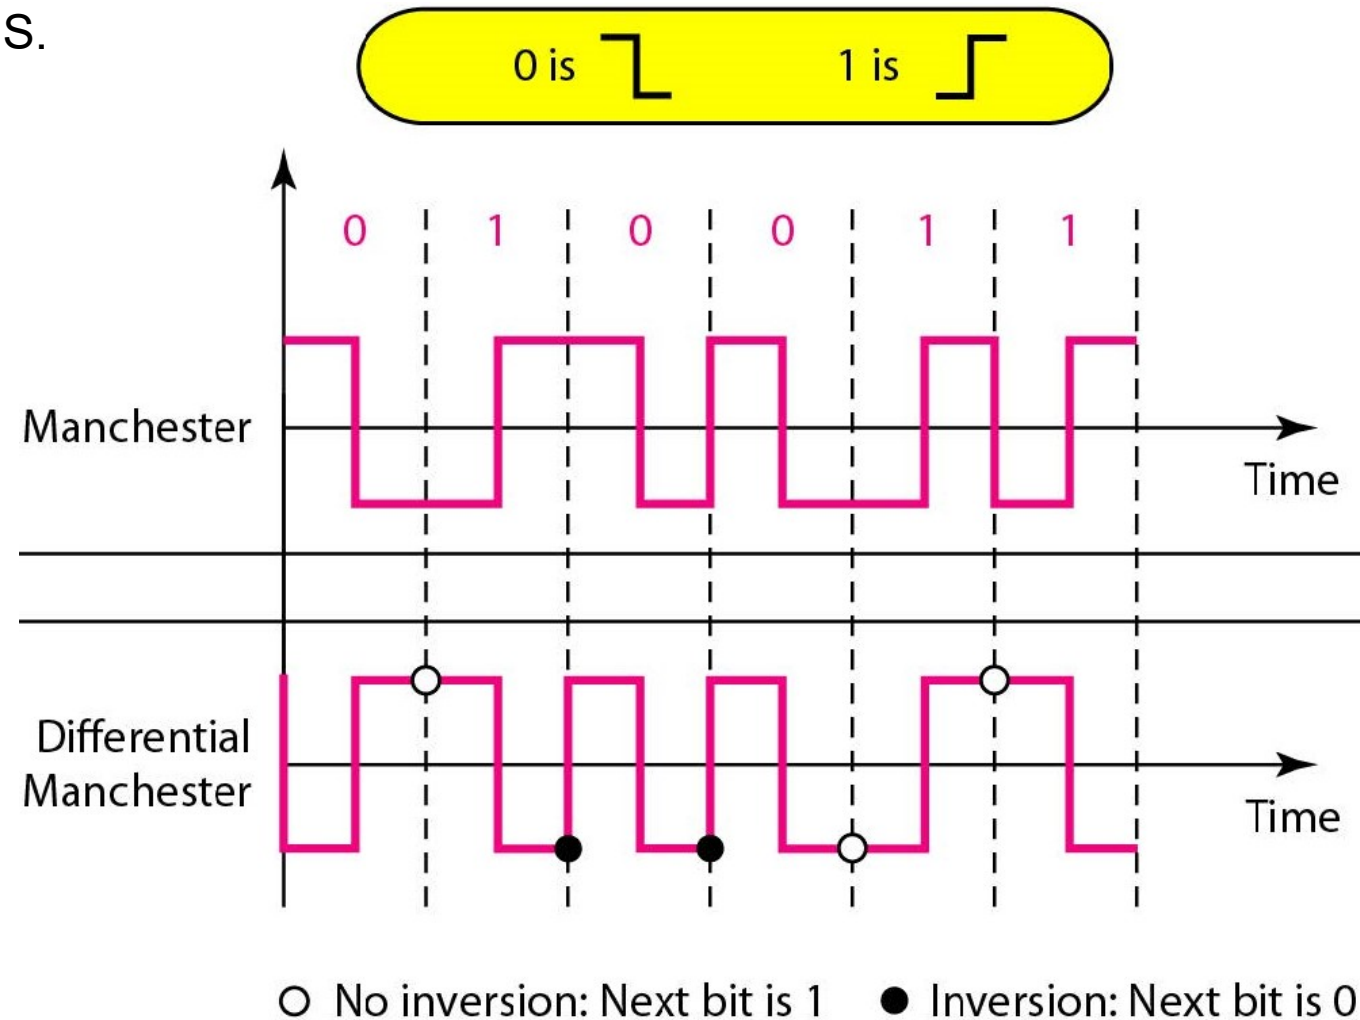 S.
0 is 1 is
0 1 0 0 1 1
Manchester
Time
Differential
Manchester
Time
No inversion: Next bit is 1 Inversion: Next bit is 0